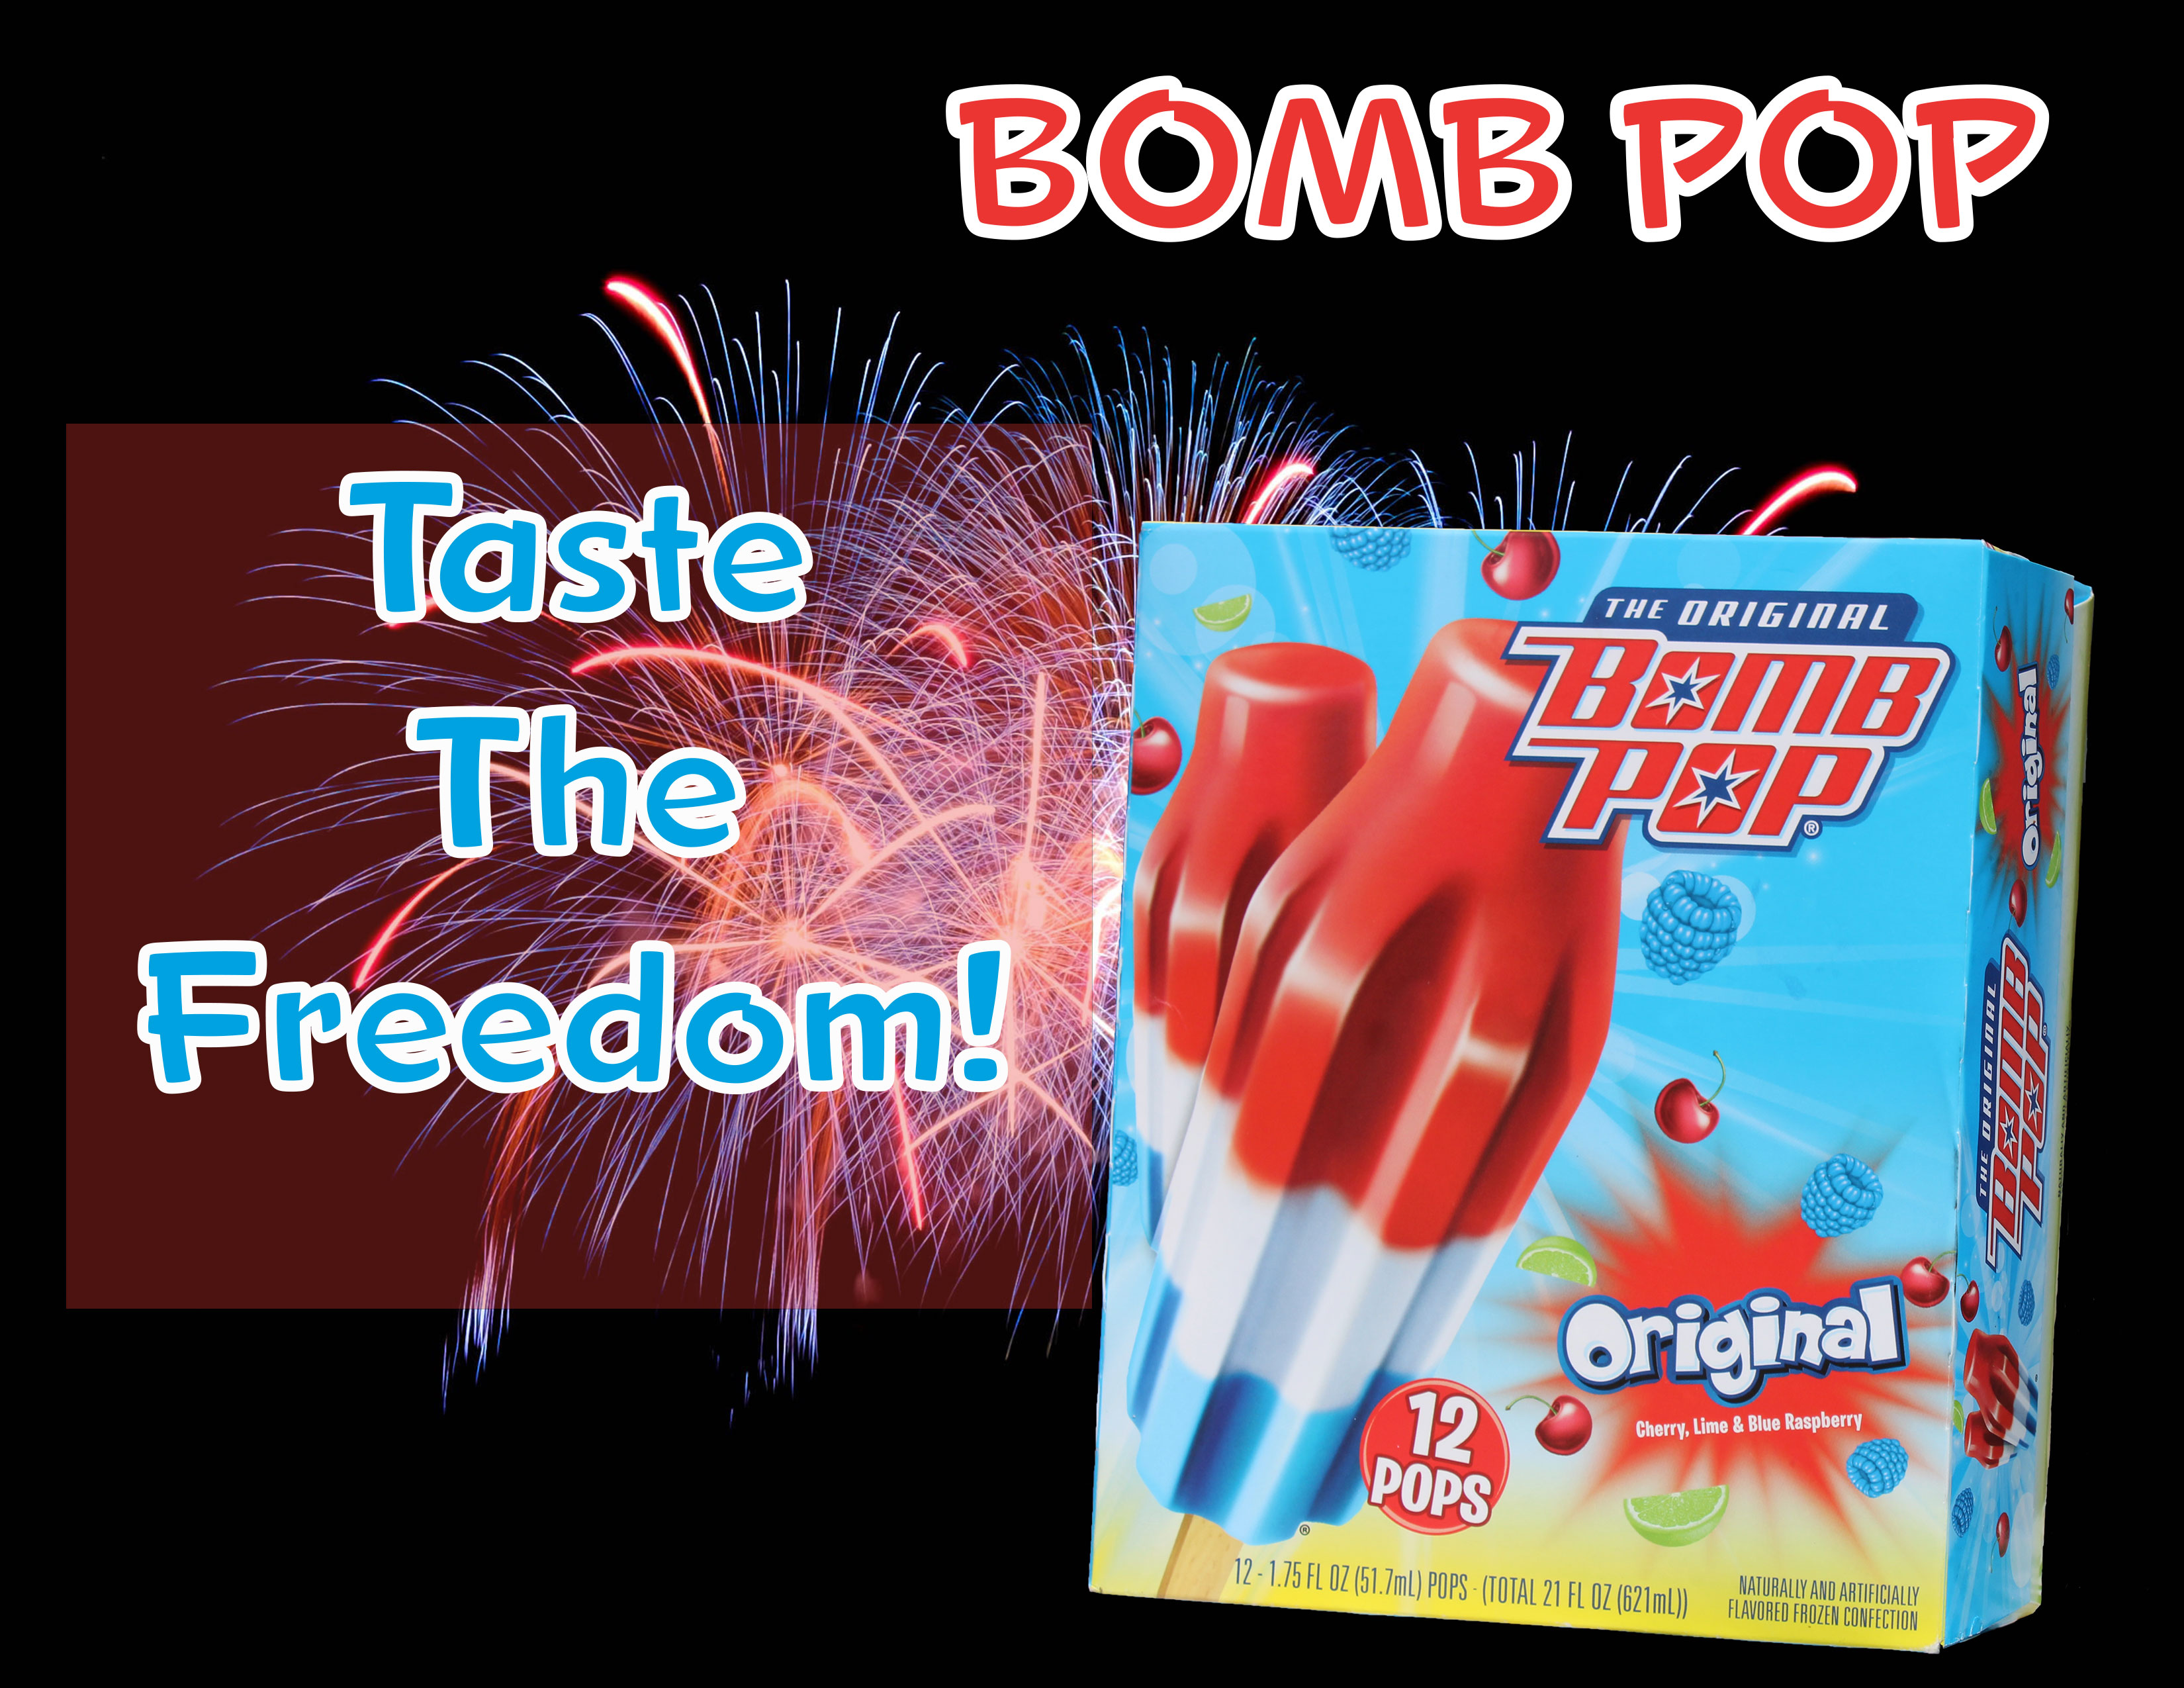 BOMB POP
Taste
The
Freedom!
THE ORIGINAL
BOMB
POP®
Original
Cherry, Lime & Blue Raspberry
12
POPS
®
12 - 1.75 FL OZ (51.7mL) POPS - (TOTAL 21 FL OZ (621mL))
NATURALLY AND ARTIFICIALLY
FLAVORED FROZEN CONFECTION
Original
THE ORIGINAL
BOMB
POP